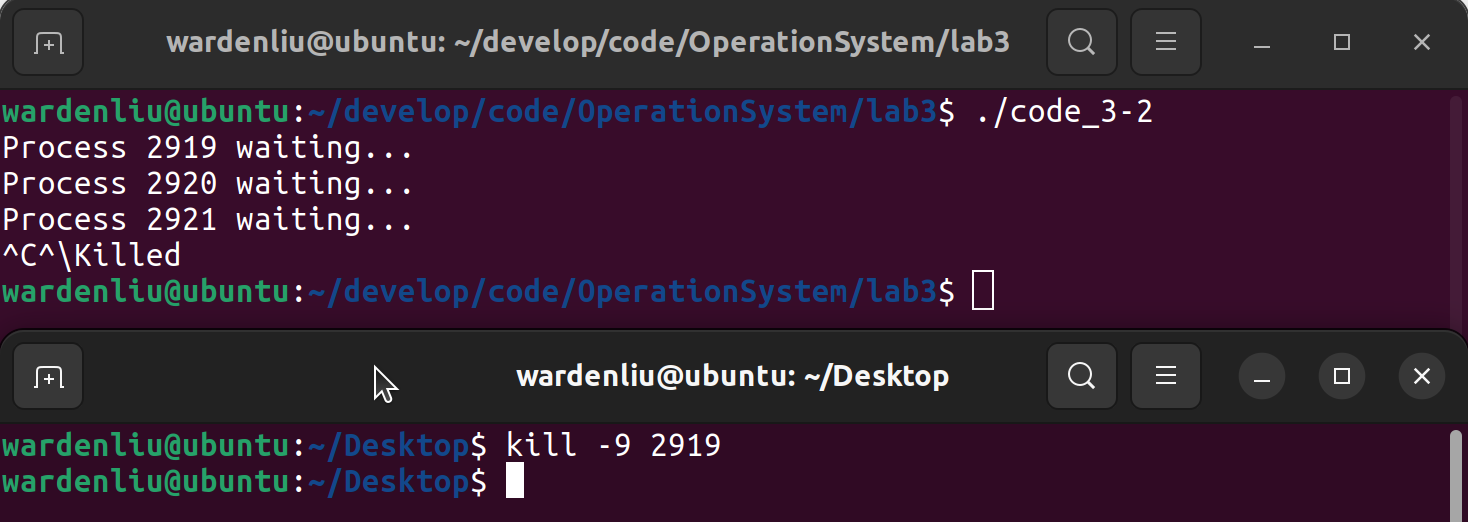 wardenliu@ubuntu: ~/develop/code/OperationSystem/lab3
wardenliu@ubuntu:~/develop/code/OperationSystem/lab3$ ./code_3-2
Process 2919 waiting...
Process 2920 waiting...
Process 2921 waiting...
^C^\Killed
wardenliu@ubuntu:~/develop/code/OperationSystem/lab3$
wardenliu@ubuntu: ~/Desktop
wardenliu@ubuntu:~/Desktop$ kill -9 2919
wardenliu@ubuntu:~/Desktop$